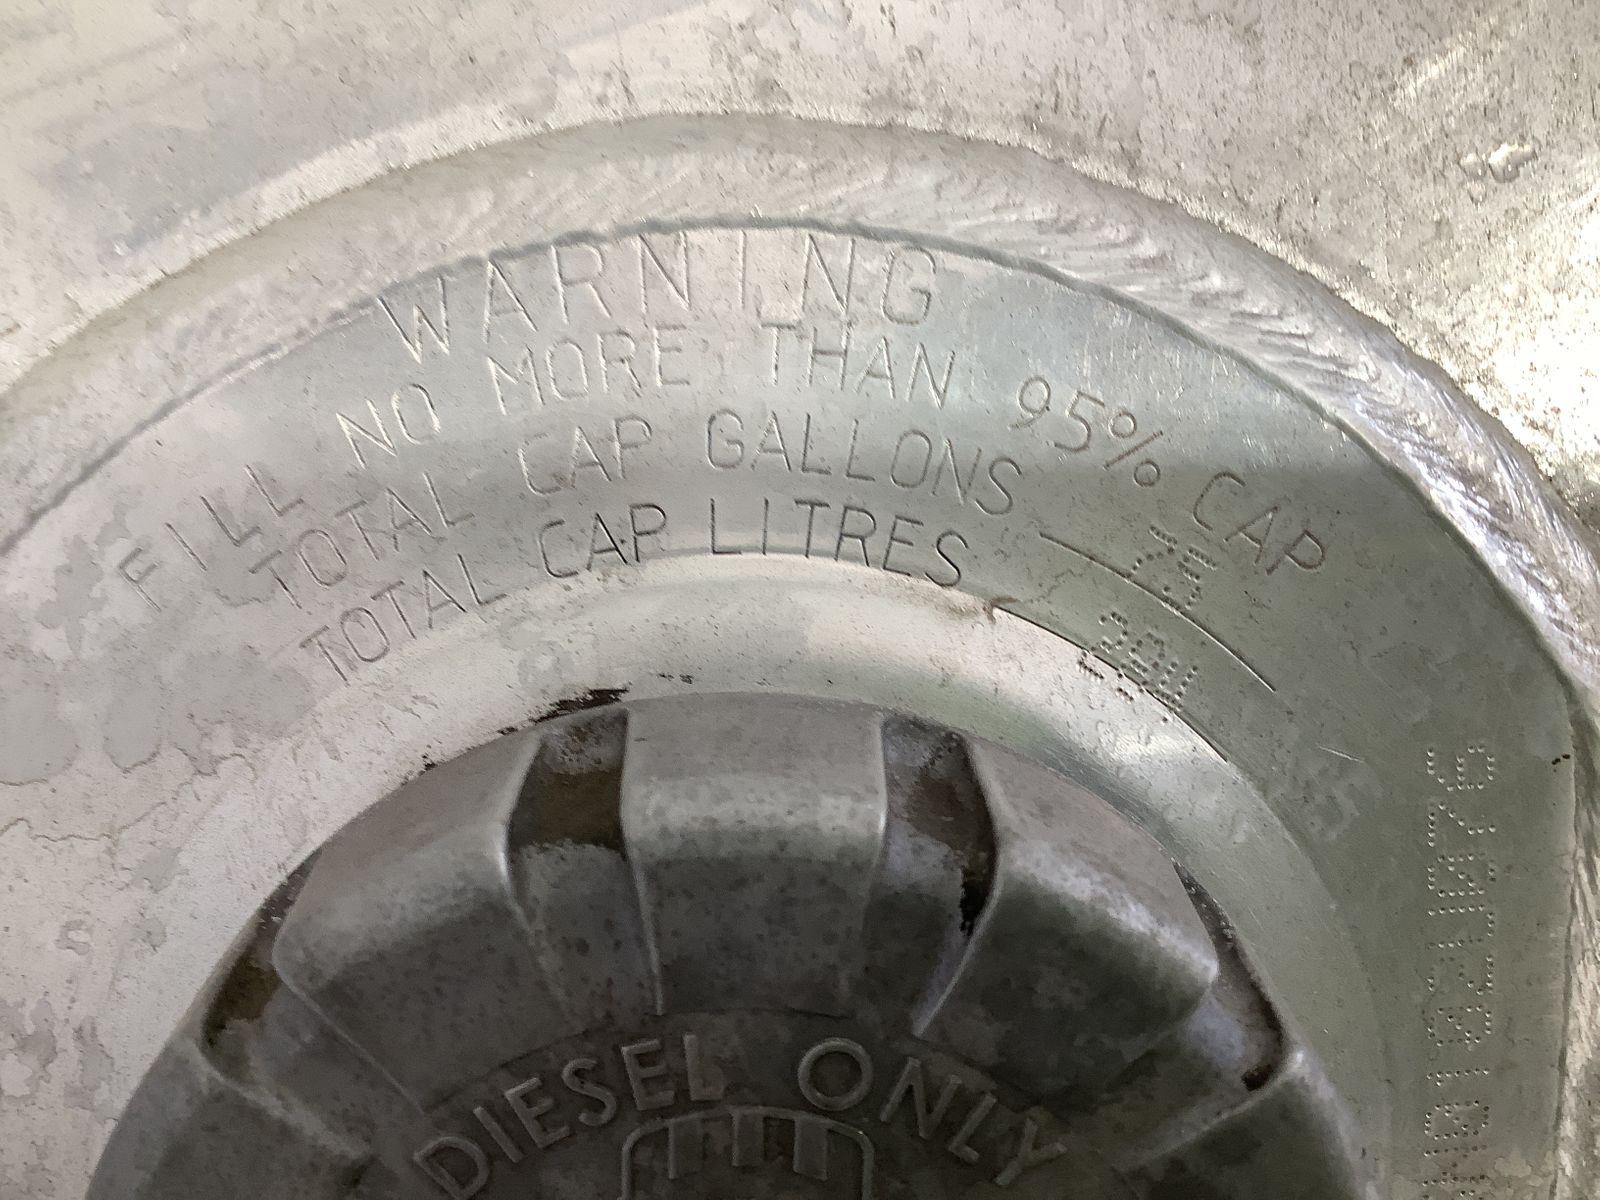 WARNING
FILL NO MORE THAN 95% CAP
TOTAL CAP GALLONS
TOTAL CAP LITRES
DIESEL ONLY